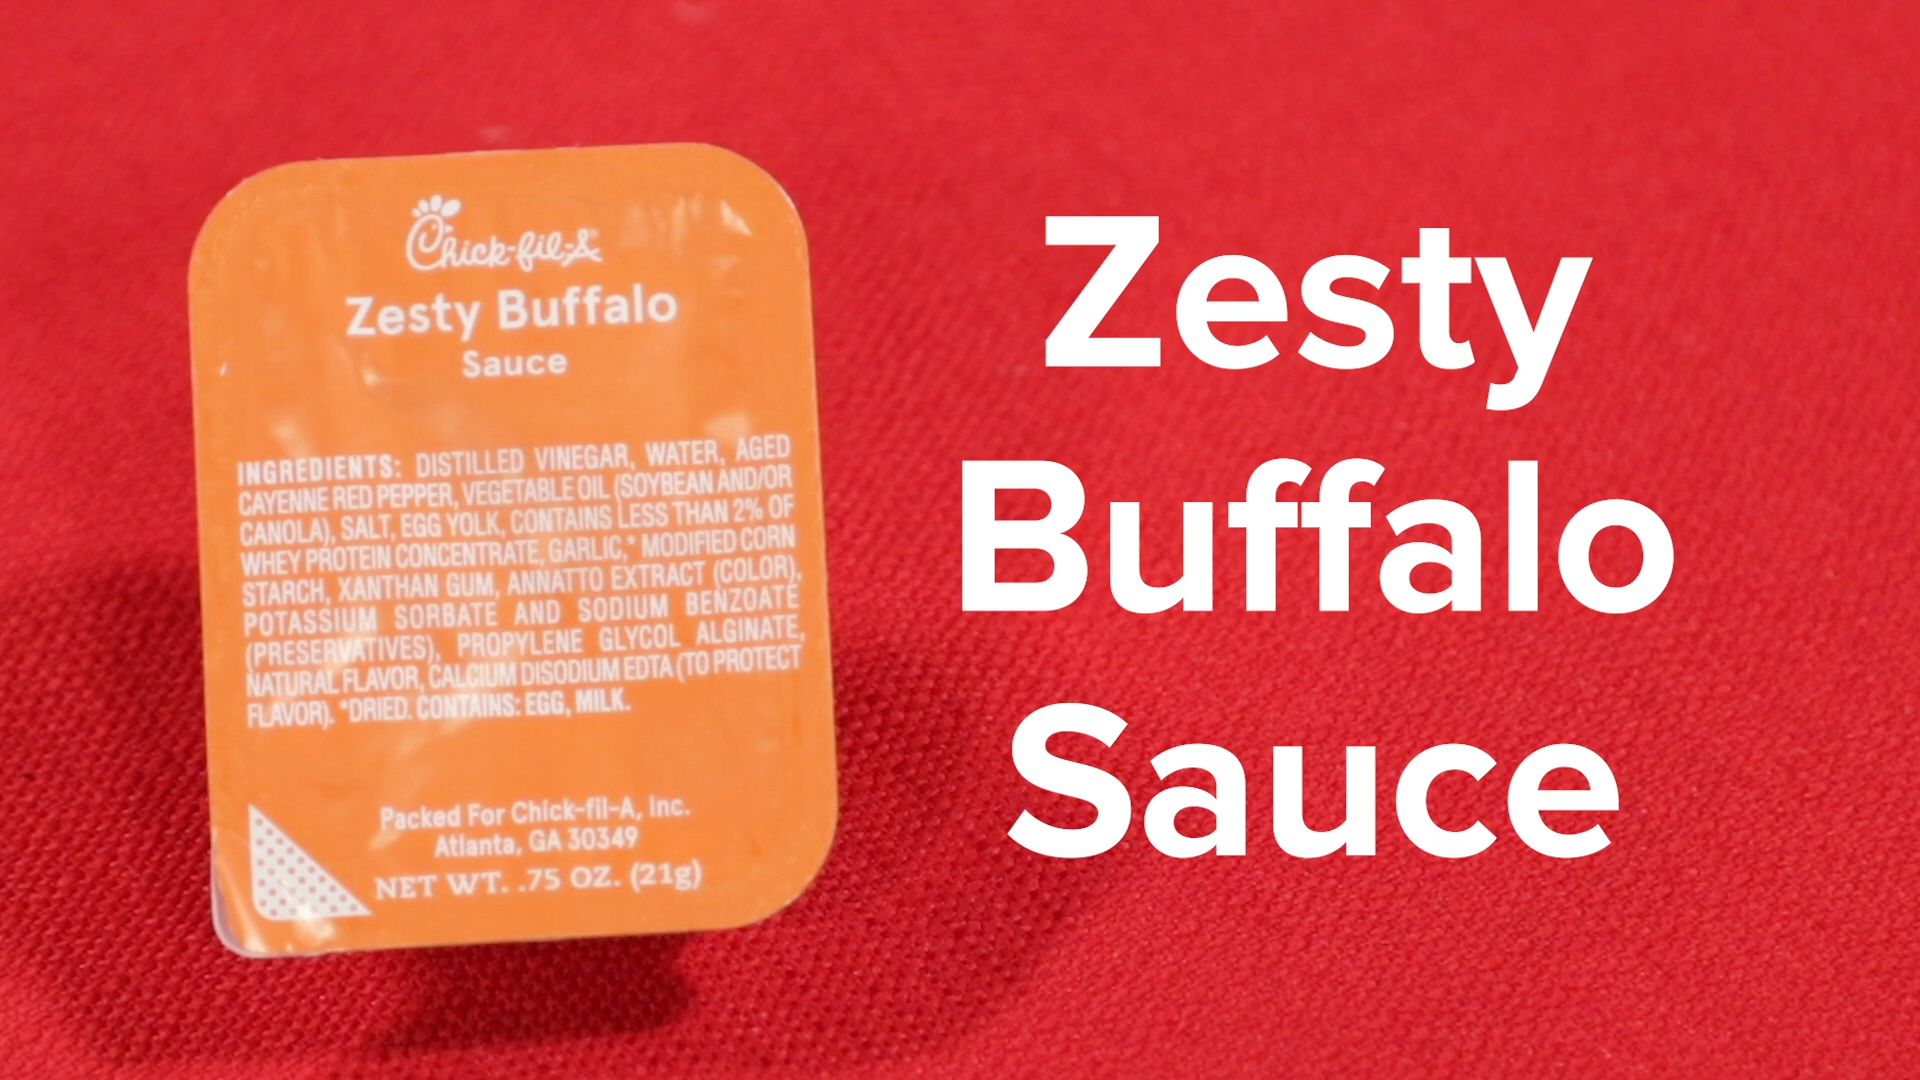 Chick-fil-A®
Zesty Buffalo
Sauce
INGREDIENTS: DISTILLED VINEGAR, WATER, AGED
CAYENNE RED PEPPER, VEGETABLE OIL (SOYBEAN AND/OR
CANOLA), SALT, EGG YOLK, CONTAINS LESS THAN 2% OF
WHEY PROTEIN CONCENTRATE, GARLIC,* MODIFIED CORN
STARCH, XANTHAN GUM, ANNATTO EXTRACT (COLOR),
POTASSIUM SORBATE AND SODIUM BENZOATE
(PRESERVATIVES), PROPYLENE GLYCOL ALGINATE,
NATURAL FLAVOR, CALCIUM DISODIUM EDTA (TO PROTECT
FLAVOR). *DRIED. CONTAINS: EGG, MILK.
Packed For Chick-fil-A, Inc.
Atlanta, GA 30349
NET WT. .75 OZ. (21g)
Zesty
Buffalo
Sauce